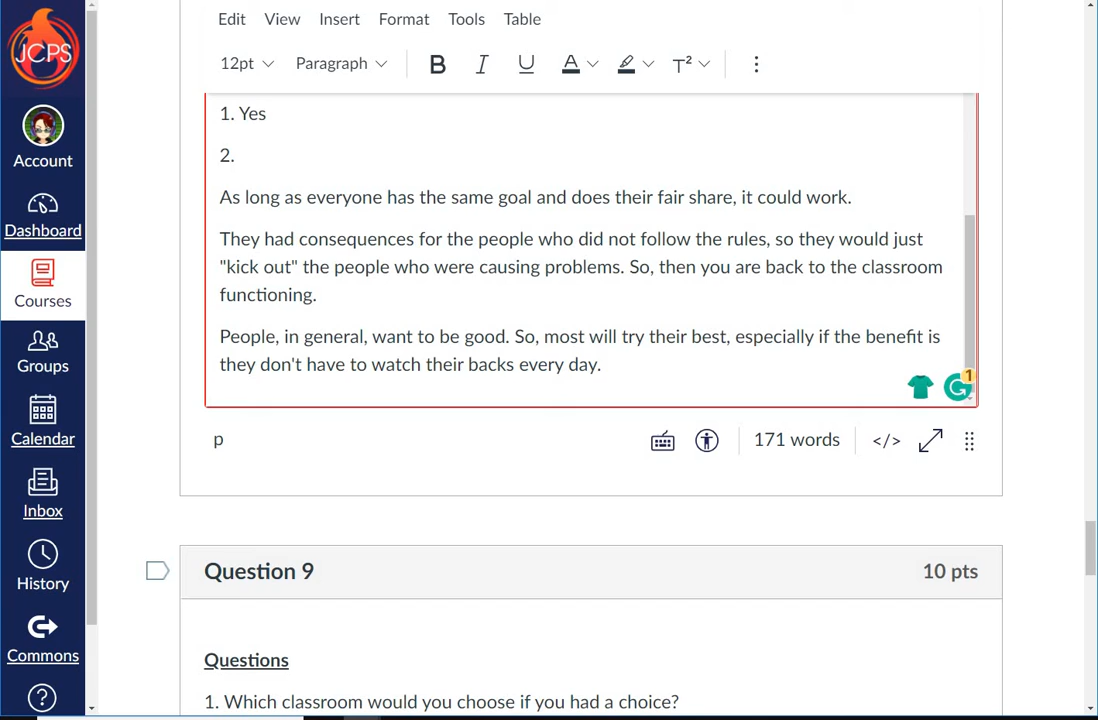 JCPS
Account
Dashboard
Courses
Groups
Calendar
Inbox
History
Commons
Edit View Insert Format Tools Table
12pt Paragraph B I U A T²
1. Yes
2.
As long as everyone has the same goal and does their fair share, it could work.
They had consequences for the people who did not follow the rules, so they would just
"kick out" the people who were causing problems. So, then you are back to the classroom
functioning.
People, in general, want to be good. So, most will try their best, especially if the benefit is
they don't have to watch their backs every day.
1
p 171 words </>
Question 9 10 pts
Questions
1. Which classroom would you choose if you had a choice?